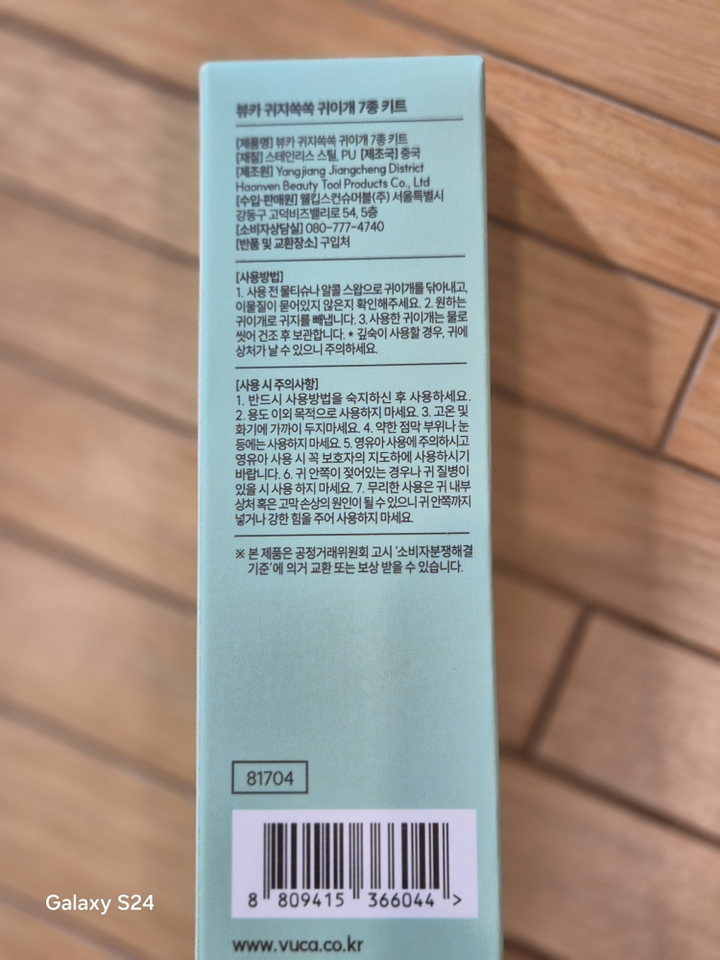 뷰카 귀지쏙쏙 귀이개 7종 키트
[제품명] 뷰카 귀지쏙쏙 귀이개 7종 키트
[재질] 스테인리스 스틸, PU [제조국] 중국
[제조원] Yangjiang Jiangcheng District
Haonven Beauty Tool Products Co., Ltd
[수입·판매원] 웰킵스컨슈머블(주) 서울특별시
강동구 고덕비즈밸리로 54, 5층
[소비자상담실] 080-777-4740
[반품 및 교환장소] 구입처
[사용방법]
1. 사용 전 물티슈나 알콜 스왑으로 귀이개를 닦아내고,
이물질이 묻어있지 않은지 확인해주세요. 2. 원하는
귀이개로 귀지를 빼냅니다. 3. 사용한 귀이개는 물로
씻어 건조 후 보관합니다. * 깊숙이 사용할 경우, 귀에
상처가 날 수 있으니 주의하세요.
[사용 시 주의사항]
1. 반드시 사용방법을 숙지하신 후 사용하세요.
2. 용도 이외 목적으로 사용하지 마세요. 3. 고온 및
화기에 가까이 두지마세요. 4. 약한 점막 부위나 눈
등에는 사용하지 마세요. 5. 영유아 사용에 주의하시고
영유아 사용 시 꼭 보호자의 지도하에 사용하시기
바랍니다. 6. 귀 안쪽이 젖어있는 경우나 귀 질병이
있을 시 사용 하지 마세요. 7. 무리한 사용은 귀 내부
상처 혹은 고막 손상의 원인이 될 수 있으니 귀 안쪽까지
넣거나 강한 힘을 주어 사용하지 마세요.
※ 본 제품은 공정거래위원회 고시 '소비자분쟁해결
기준'에 의거 교환 또는 보상 받을 수 있습니다.
81704
8 809415 366044 >
www.vuca.co.kr
Galaxy S24